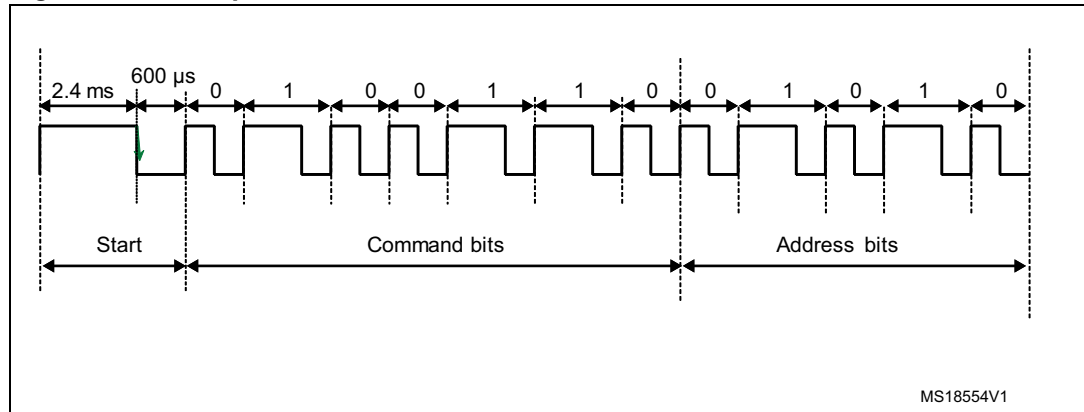 600 µs
2.4 ms 0 1 0 0 1 1 0 0 1 0 1 0
Start Command bits Address bits
MS18554V1